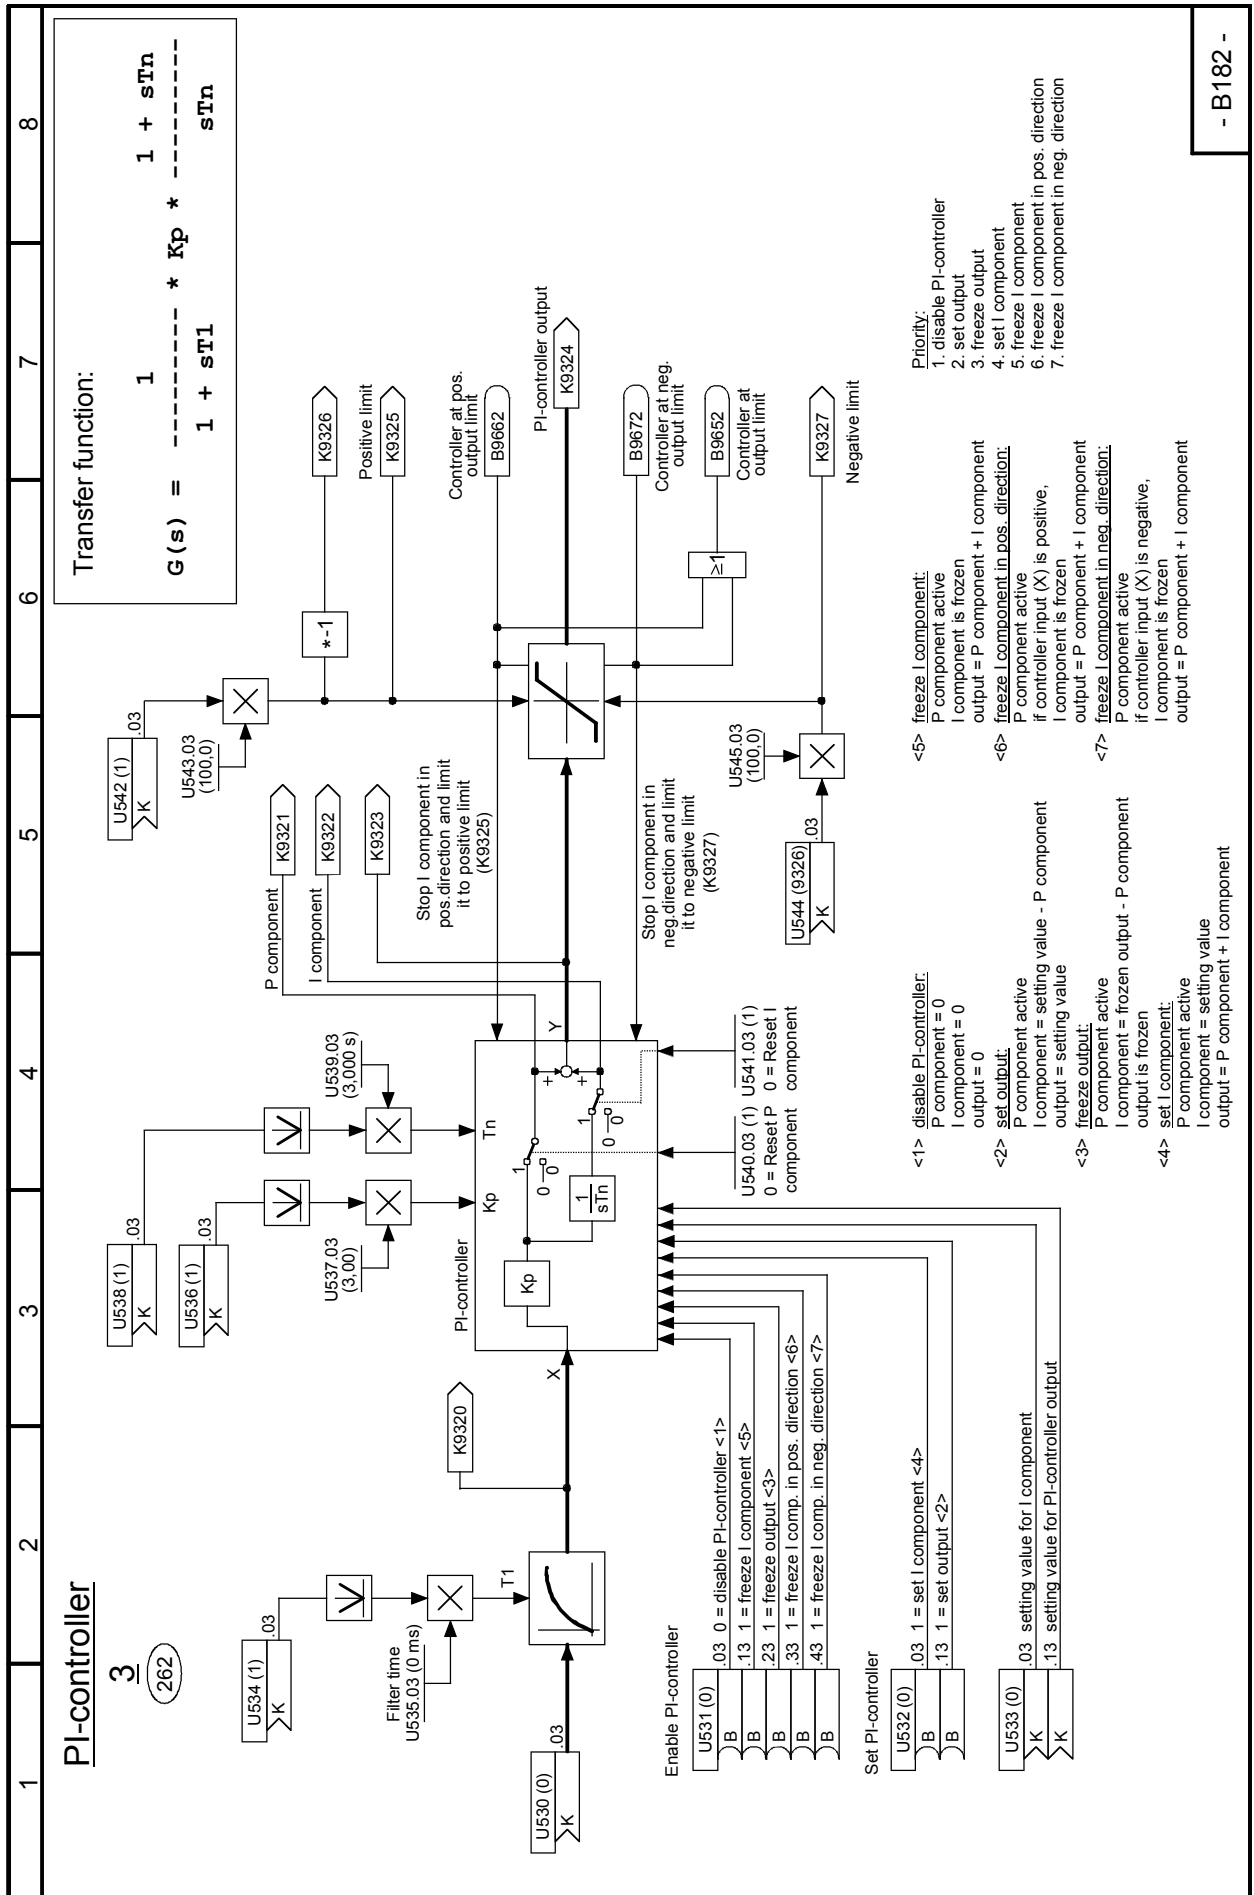 1 2 3 4 5 6 7 8
PI-controller
3
262
Transfer function:
1 1 + sTn
G(s) = -------- * Kp * ----------
1 + sT1 sTn
U534 (1)
K
.03
Filter time
U535.03 (0 ms)
T1
U530 (0)
K
.03
K9320
U538 (1)
K
.03
U536 (1)
K
.03
U537.03
(3,00)
U539.03
(3,000 s)
PI-controller
Kp
Tn
X
Kp
1
sTn
1
0
0
1
0
0
+
+
Y
P component
I component
K9321
K9322
K9323
U542 (1)
K
.03
U543.03
(100,0)
*-1
K9326
Positive limit
K9325
Stop I component in
pos.direction and limit
it to positive limit
(K9325)
Controller at pos.
output limit
B9662
PI-controller output
K9324
Stop I component in
neg.direction and limit
it to negative limit
(K9327)
B9672
Controller at neg.
output limit
≥1
B9652
Controller at
output limit
U545.03
(100,0)
U544 (9326)
K
.03
K9327
Negative limit
U540.03 (1)
0 = Reset P
component
U541.03 (1)
0 = Reset I
component
Enable PI-controller
U531 (0)
B .03 0 = disable PI-controller <1>
B .13 1 = freeze I component <5>
B .23 1 = freeze output <3>
B .33 1 = freeze I comp. in pos. direction <6>
B .43 1 = freeze I comp. in neg. direction <7>
Set PI-controller
U532 (0)
B .03 1 = set I component <4>
B .13 1 = set output <2>
U533 (0)
K .03 setting value for I component
K .13 setting value for PI-controller output
<1> disable PI-controller:
P component = 0
I component = 0
output = 0
<2> set output:
P component active
I component = setting value - P component
output = setting value
<3> freeze output:
P component active
I component = frozen output - P component
output is frozen
<4> set I component:
P component active
I component = setting value
output = P component + I component
<5> freeze I component:
P component active
I component is frozen
output = P component + I component
<6> freeze I component in pos. direction:
P component active
if controller input (X) is positive,
I component is frozen
output = P component + I component
<7> freeze I component in neg. direction:
P component active
if controller input (X) is negative,
I component is frozen
output = P component + I component
Priority:
1. disable PI-controller
2. set output
3. freeze output
4. set I component
5. freeze I component
6. freeze I component in pos. direction
7. freeze I component in neg. direction
- B182 -